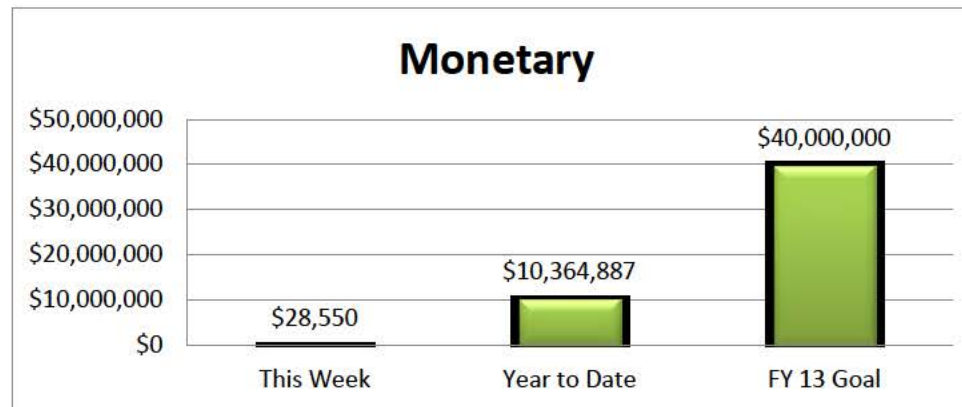 Monetary
$50,000,000
$40,000,000
$30,000,000
$20,000,000
$10,000,000
$0
$28,550
$10,364,887
$40,000,000
This Week
Year to Date
FY 13 Goal